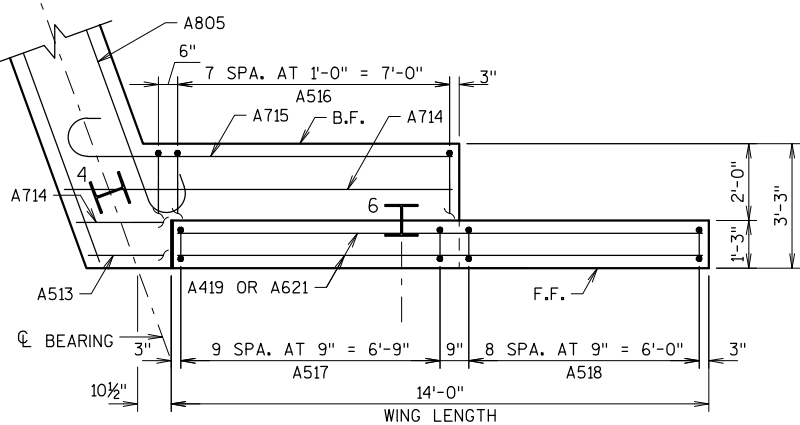 A805
6"
7 SPA. AT 1'-0" = 7'-0"
3"
A516
A715
B.F.
A714
4
A714
6
2'-0"
3'-3"
1'-3"
A513
A419 OR A621
F.F.
℄ BEARING
3"
9 SPA. AT 9" = 6'-9"
9"
8 SPA. AT 9" = 6'-0"
3"
A517
A518
10½"
14'-0"
WING LENGTH